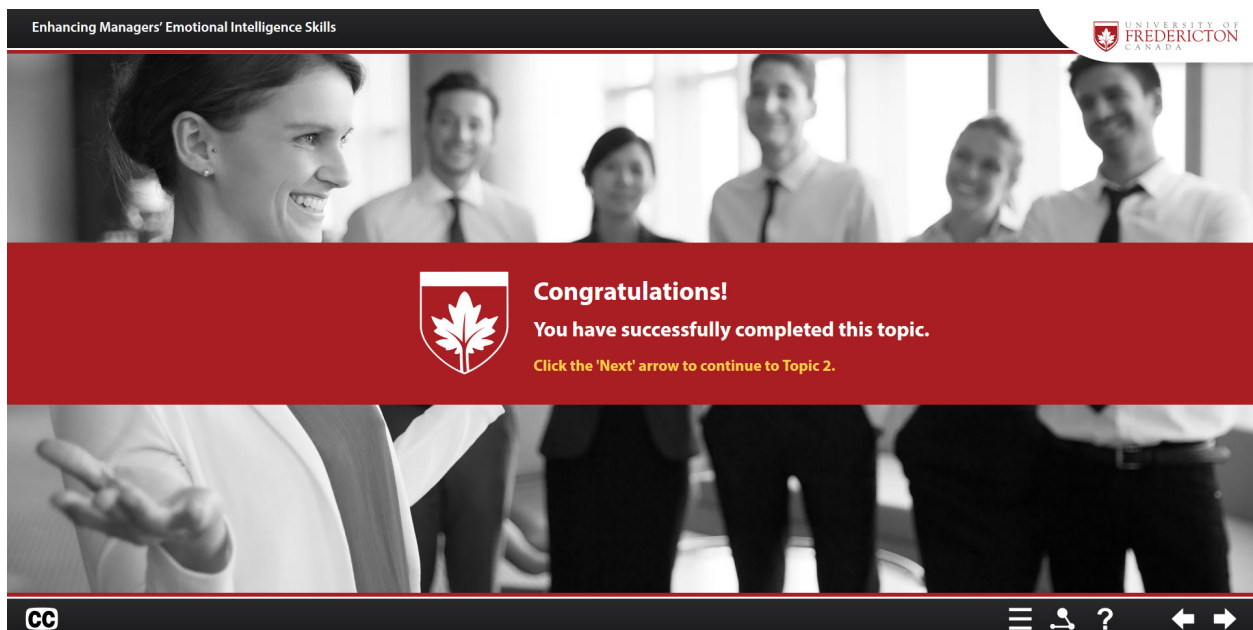 Enhancing Managers' Emotional Intelligence Skills
UNIVERSITY OF
FREDERICTON
CANADA
Congratulations!
You have successfully completed this topic.
Click the 'Next' arrow to continue to Topic 2.
CC
?